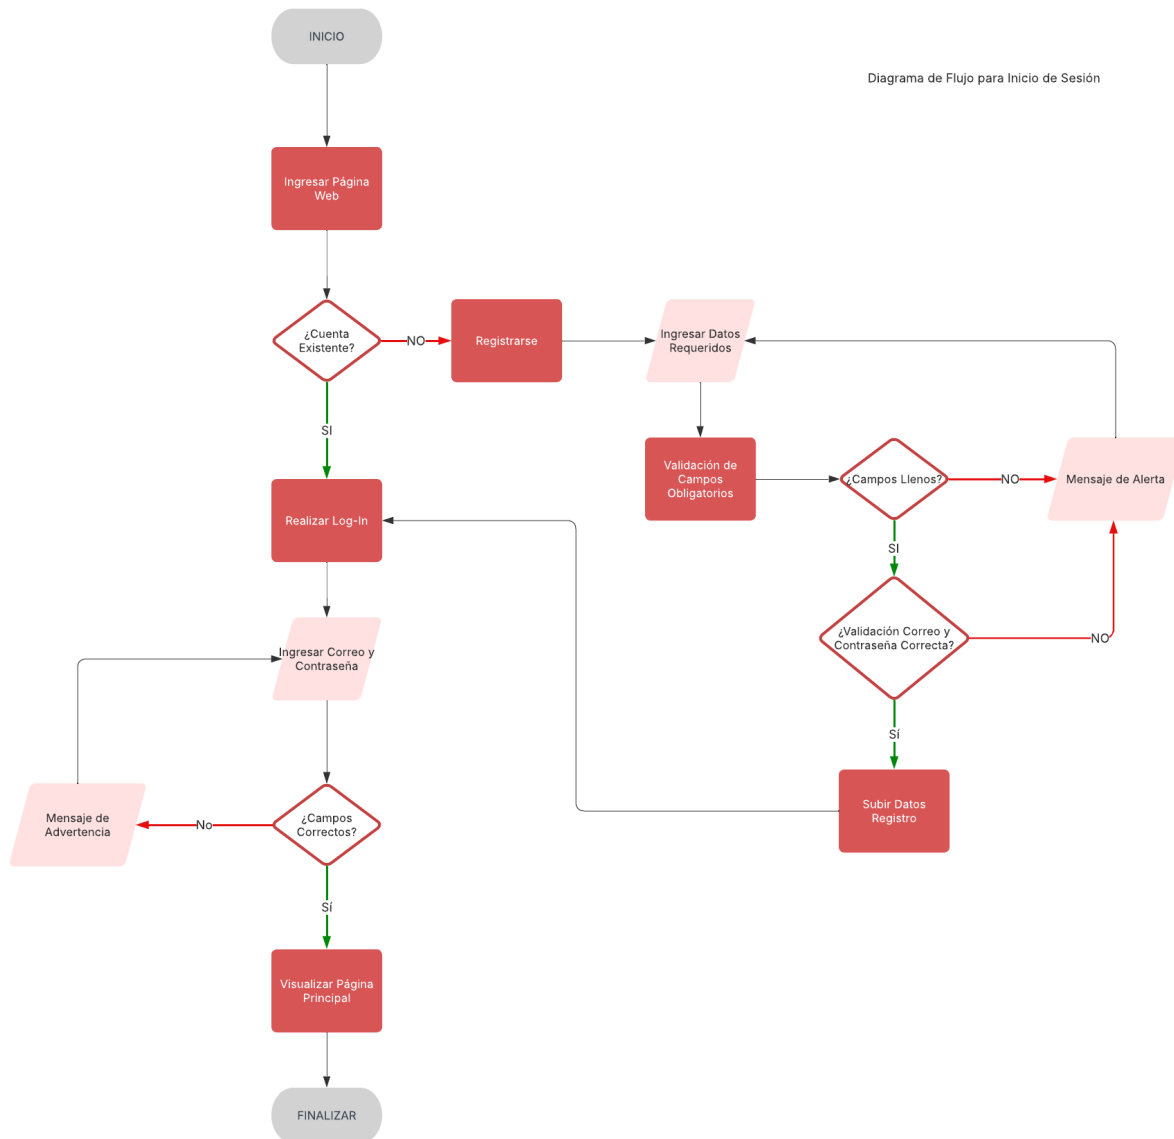 INICIO
Diagrama de Flujo para Inicio de Sesión
Ingresar Página
Web
¿Cuenta
Existente?
NO
Registrarse
Ingresar Datos
Requeridos
SI
Validación de
Campos
Obligatorios
¿Campos Llenos?
NO
Mensaje de Alerta
Realizar Log-In
SI
Ingresar Correo y
Contraseña
¿Validación Correo y
Contraseña Correcta?
NO
Sí
Mensaje de
Advertencia
No
¿Campos
Correctos?
Subir Datos
Registro
Sí
Visualizar Página
Principal
FINALIZAR